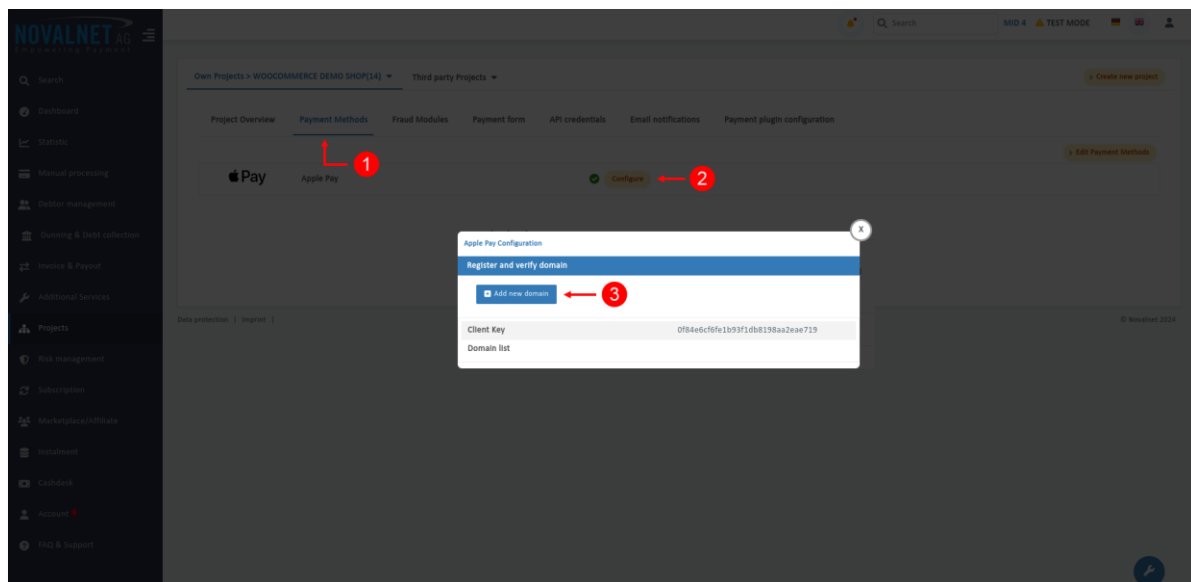 NOVALNET AG
Empowering Payment
Search
MID 4 TEST MODE
Search
Dashboard
Statistic
Manual processing
Debtor management
Dunning & Debt collection
Invoice & Payout
Additional Services
Projects
Risk management
Subscription
Marketplace/Affiliate
Instalment
Cashdesk
Account
FAQ & Support
Own Projects > WOOCOMMERCE DEMO SHOP[14]
Third party Projects
> Create new project
Project Overview
Payment Methods
Fraud Modules
Payment form
API credentials
Email notifications
Payment plugin configuration
> Edit Payment Methods
1
Pay
Apple Pay
Configure
2
X
Apple Pay Configuration
Register and verify domain
Add new domain
3
Client Key 0f84e6cf6fe1b93f1db8198aa2eae719
Domain list
Data protection | Imprint |
© Novalnet 2024